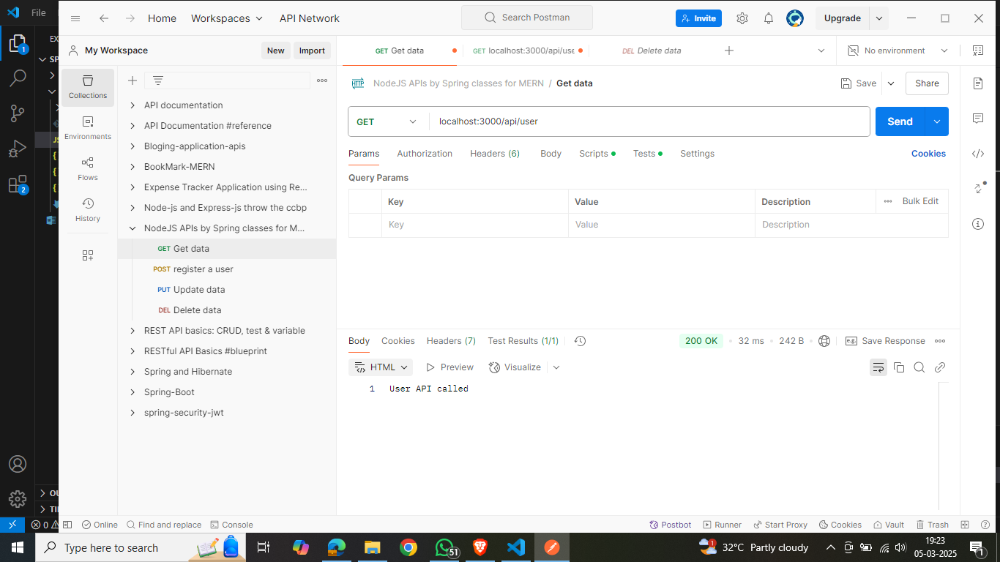 File
Home
Workspaces
API Network
Search Postman
Invite
Upgrade
EX
My Workspace
New
Import
GET Get data
GET localhost:3000/api/use
DEL Delete data
No environment
SP
Collections
Environments
Flows
History
API documentation
API Documentation #reference
Bloging-application-apis
BookMark-MERN
Expense Tracker Application using Re...
Node-js and Express-js throw the ccbp
NodeJS APIs by Spring classes for M...
GET Get data
POST register a user
PUT Update data
DEL Delete data
REST API basics: CRUD, test & variable
RESTful API Basics #blueprint
Spring and Hibernate
Spring-Boot
spring-security-jwt
HTTP NodeJS APIs by Spring classes for MERN / Get data
Save
Share
GET
localhost:3000/api/user
Send
Params
Authorization
Headers (6)
Body
Scripts
Tests
Settings
Cookies
Query Params
Key
Value
Description
Bulk Edit
Key
Value
Description
Body
Cookies
Headers (7)
Test Results (1/1)
200 OK
32 ms
242 B
e.g.
Save Response
HTML
Preview
Visualize
1 User API called
1
2
OU
TI
0
Online
Find and replace
Console
Postbot
Runner
Start Proxy
Cookies
Vault
Trash
Type here to search
51
1
32°C Partly cloudy
19:23
05-03-2025
1